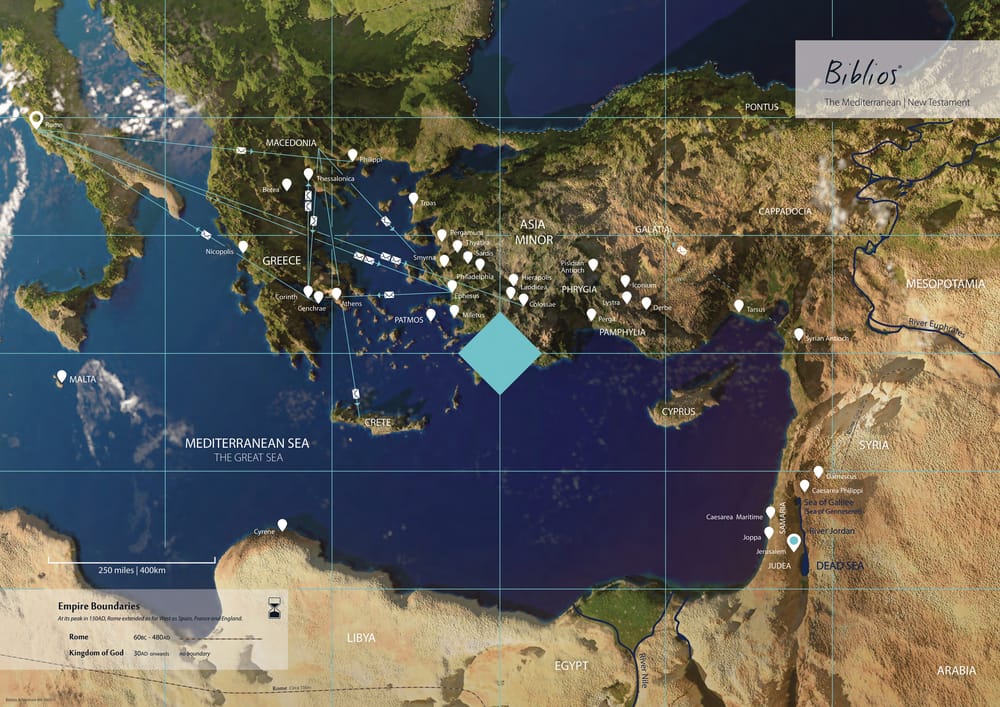 Biblios®
The Mediterranean | New Testament
PONTUS
Rome
MACEDONIA
Philippi
Thessalonica
Berea
Troas
ASIA
MINOR
CAPPADOCIA
GALATIA
Pergamum
Thyatira
Sardis
Smyrna
Philadelphia
Nicopolis
GREECE
Pisidian
Antioch
Hierapolis
Laodicea
Colossae
PHRYGIA
Iconium
Lystra
Derbe
MESOPOTAMIA
Ephesus
Corinth
Cenchrae
Athens
PATMOS
Miletus
Perga
PAMPHYLIA
Tarsus
River Euphrates
Syrian Antioch
MALTA
CYPRUS
CRETE
MEDITERRANEAN SEA
THE GREAT SEA
SYRIA
Damascus
Caesarea Philippi
Sea of Galilee
(Sea of Genneseret)
Caesarea Maritime
SAMARIA
River Jordan
Cyrene
Joppa
Jerusalem
JUDEA
DEAD SEA
250 miles | 400km
Empire Boundaries
At its peak in 130AD, Rome extended as far West as Spain, France and England.
Rome 60BC - 480AD
Kingdom of God 30AD onwards no boundary
LIBYA
EGYPT
River Nile
ARABIA
Rome